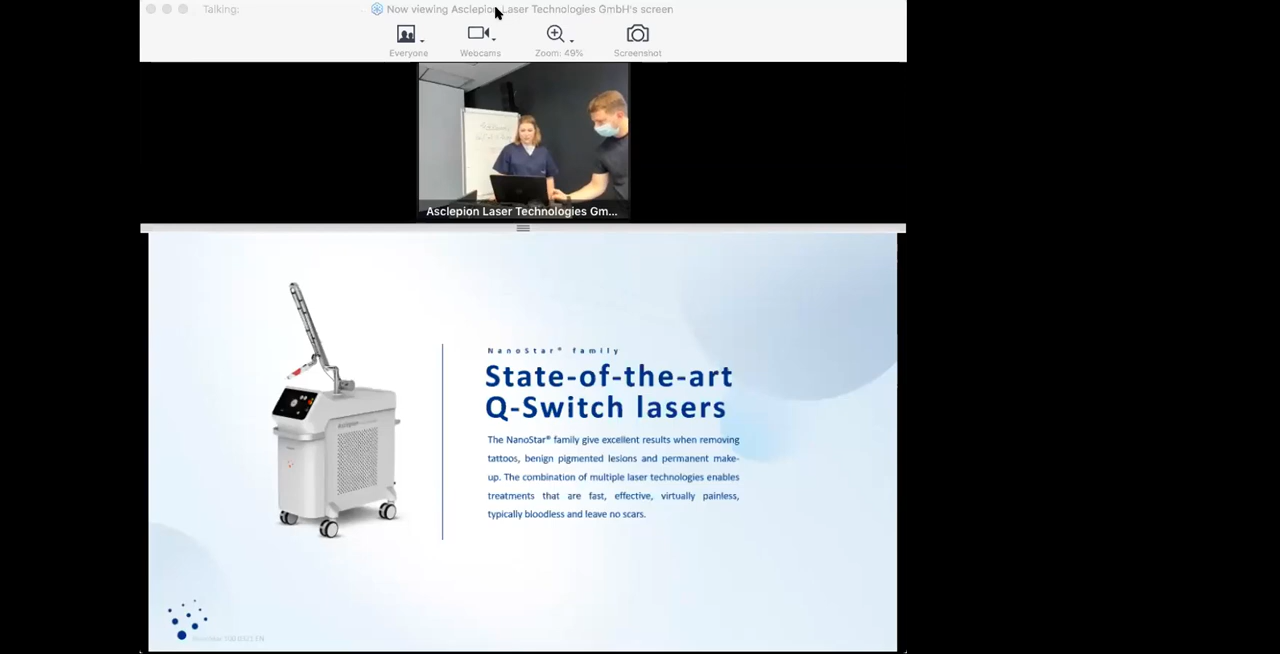 Talking:
Now viewing Asclepion Laser Technologies GmbH's screen
Everyone
Webcams
Zoom: 49%
Screenshot
Asclepion Laser Technologies Gm...
NanoStar® family
State-of-the-art
Q-Switch lasers
The NanoStar® family give excellent results when removing
tattoos, benign pigmented lesions and permanent make-
up. The combination of multiple laser technologies enables
treatments that are fast, effective, virtually painless,
typically bloodless and leave no scars.